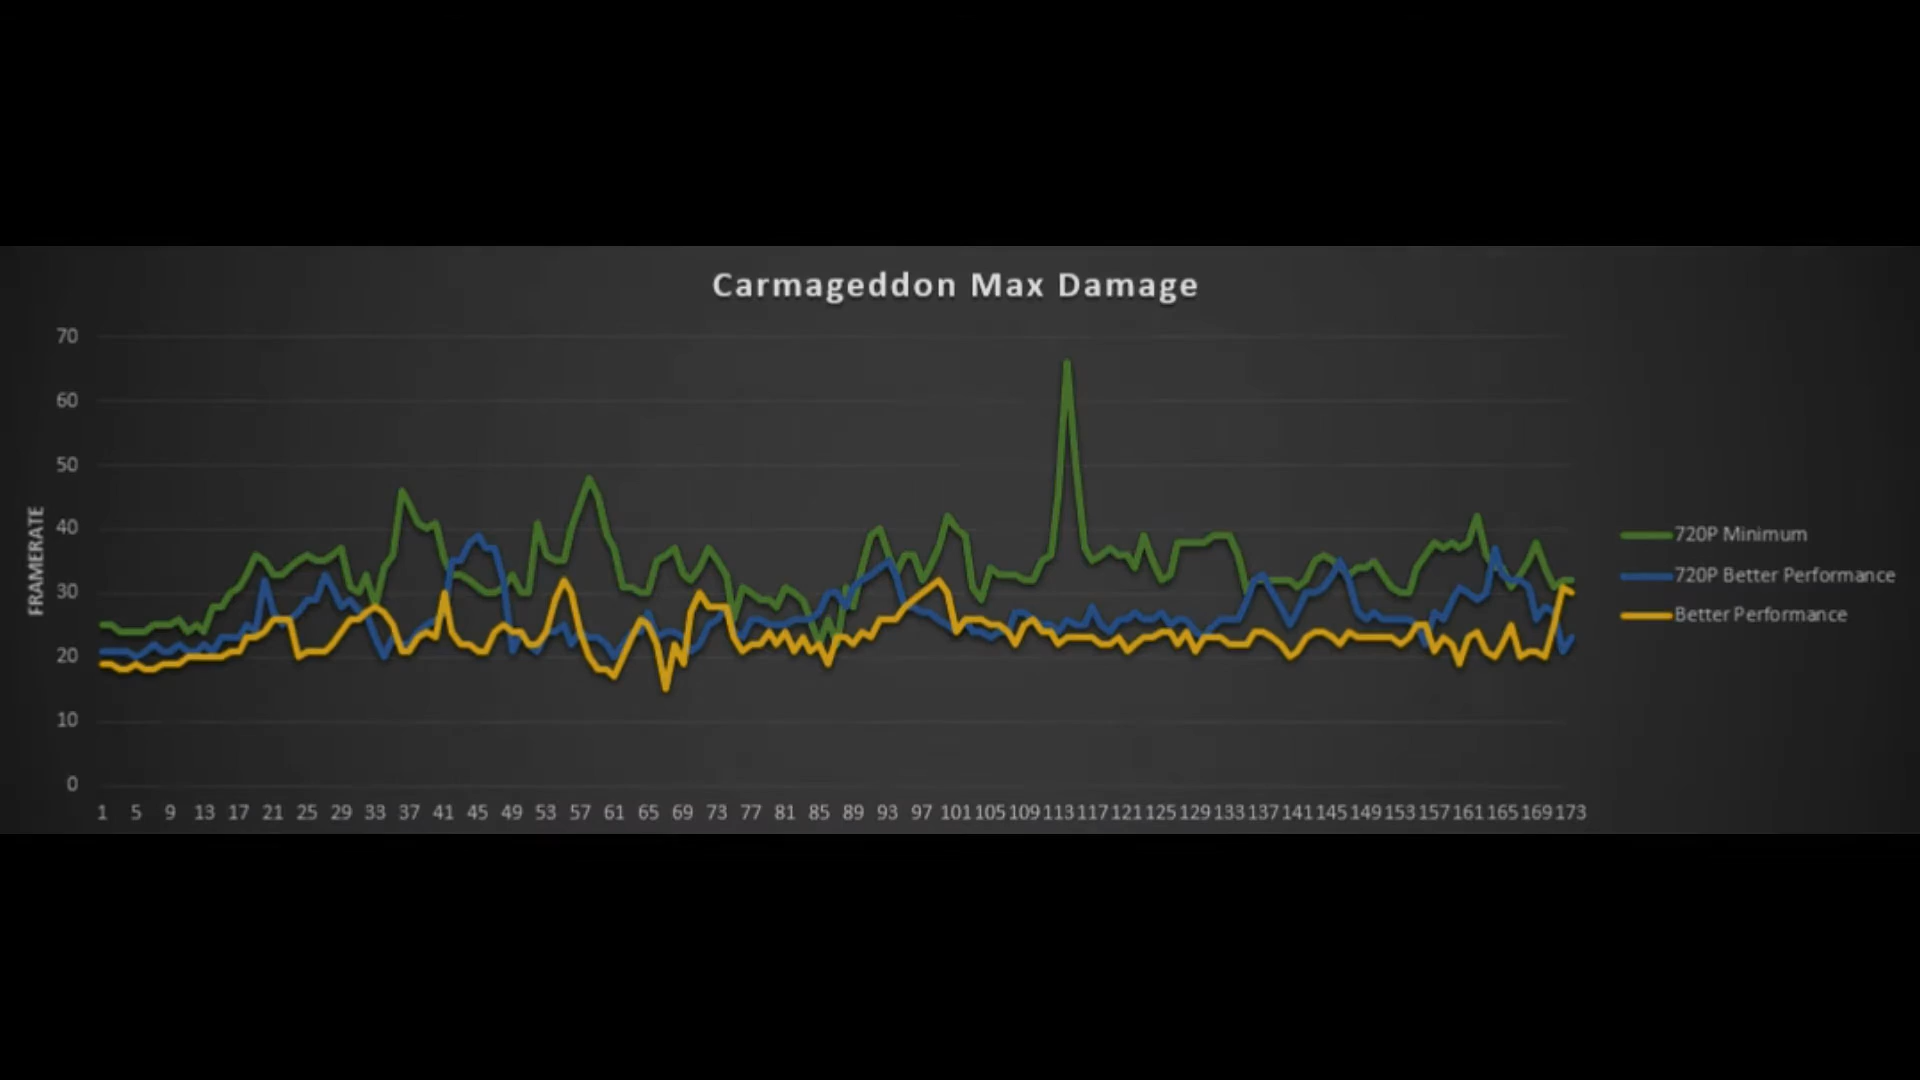 Carmageddon Max Damage
70
60
50
40
30
20
10
0
FRAMERATE
1 5 9 13 17 21 25 29 33 37 41 45 49 53 57 61 65 69 73 77 81 85 89 93 97 101 105 109 113 117 121 125 129 133 137 141 145 149 153 157 161 165 169 173
720P Minimum
720P Better Performance
Better Performance